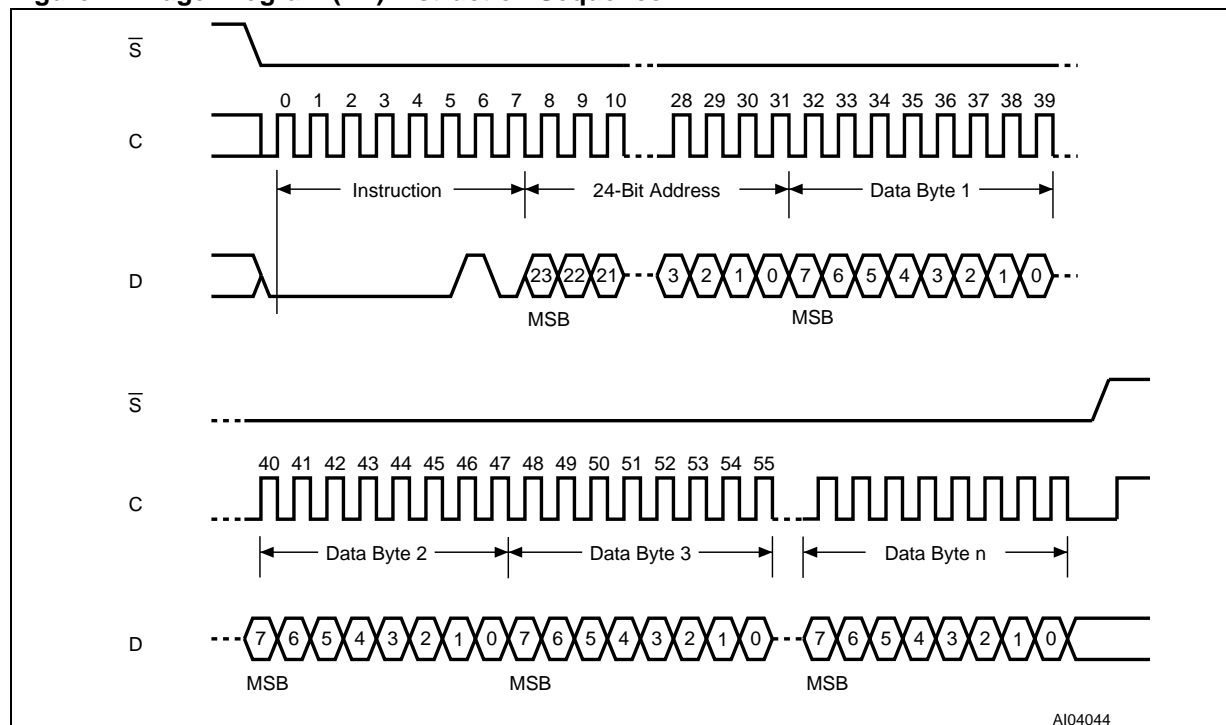 S
0 1 2 3 4 5 6 7 8 9 10 28 29 30 31 32 33 34 35 36 37 38 39
C
Instruction 24-Bit Address Data Byte 1
D 23 22 21 3 2 1 0 7 6 5 4 3 2 1 0
MSB MSB
S
40 41 42 43 44 45 46 47 48 49 50 51 52 53 54 55
C
Data Byte 2 Data Byte 3 Data Byte n
D 7 6 5 4 3 2 1 0 7 6 5 4 3 2 1 0 7 6 5 4 3 2 1 0
MSB MSB MSB
AI04044